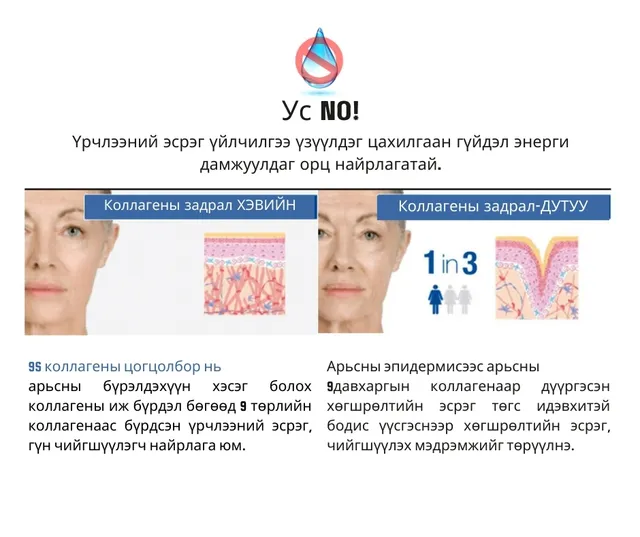 Ус NO!
Үрчлээний эсрэг үйлчилгээ үзүүлдэг цахилгаан гүйдэл энерги
дамжуулдаг орц найрлагатай.
Коллагены задрал ХЭВИЙН
Коллагены задрал-ДУТУУ
1 in 3
9S коллагены цогцолбор нь
арьсны бүрэлдэхүүн хэсэг болох
коллагены иж бүрдэл бөгөөд 9 төрлийн
коллагенаас бүрдсэн үрчлээний эсрэг,
гүн чийгшүүлэгч найрлага юм.
Арьсны эпидермисээс арьсны
9давхаргын коллагенаар дүүргэсэн
хөгшрөлтийн эсрэг төгс идэвхитэй
бодис үүсгэснээр хөгшрөлтийн эсрэг,
чийгшүүлэх мэдрэмжийг төрүүлнэ.